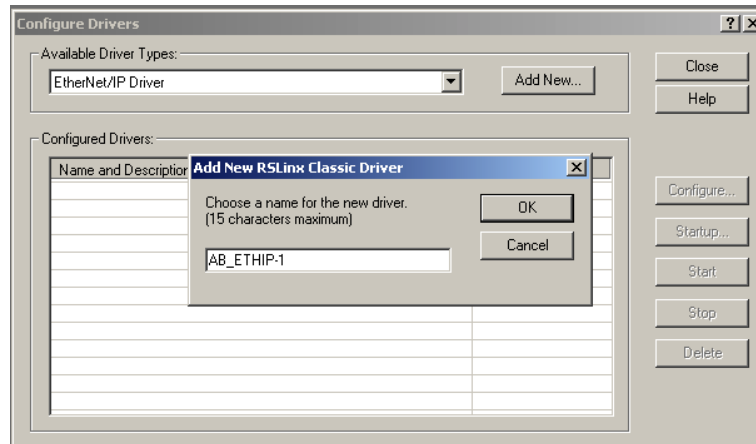 Configure Drivers
Available Driver Types:
EtherNet/IP Driver
Add New...
Close
Help
Configured Drivers:
Name and Description
Add New RSLinx Classic Driver
Choose a name for the new driver.
(15 characters maximum)
AB_ETHIP-1
OK
Cancel
Configure...
Startup...
Start
Stop
Delete